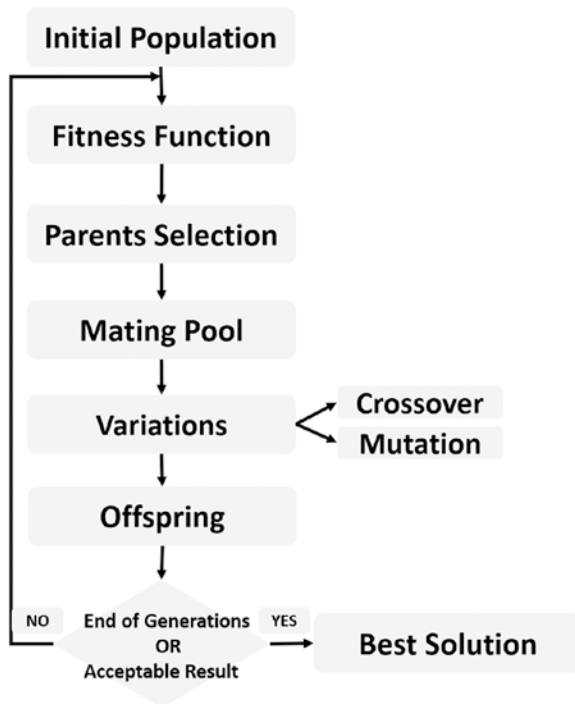 Initial Population
Fitness Function
Parents Selection
Mating Pool
Variations
Crossover
Mutation
Offspring
NO
End of Generations
OR
Acceptable Result
YES
Best Solution